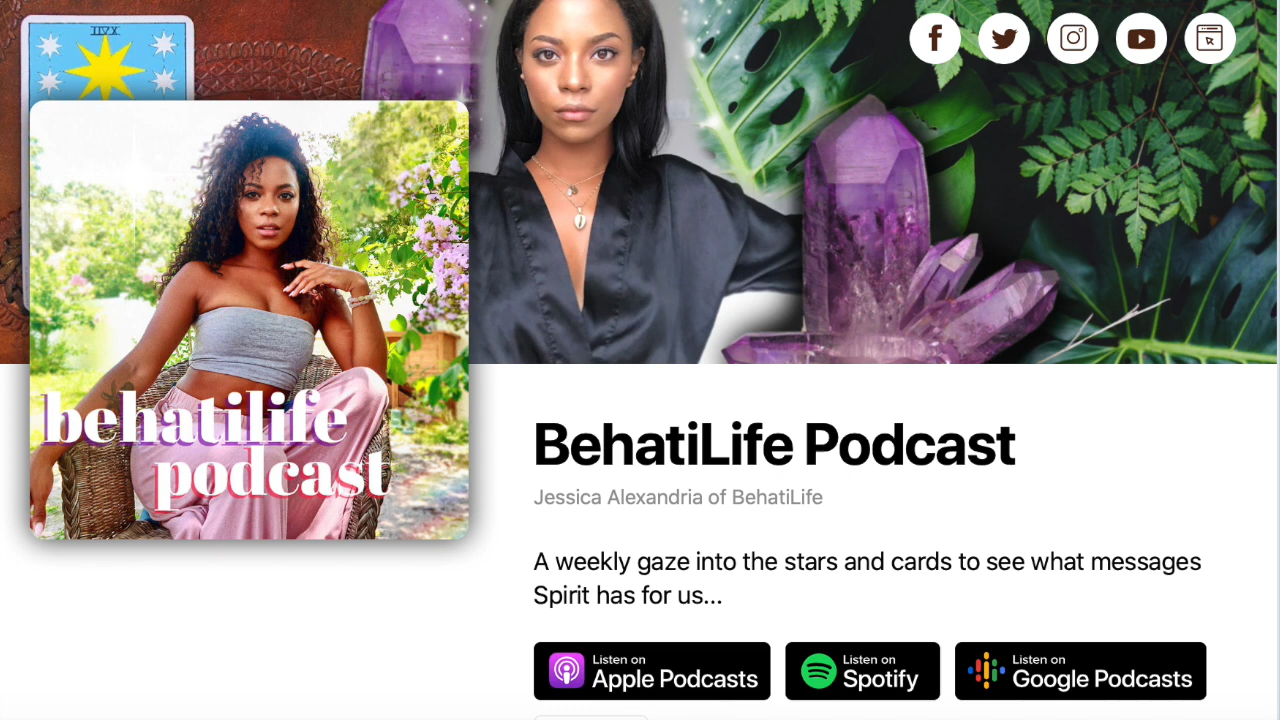 XVII
behatilife
podcast
BehatiLife Podcast
Jessica Alexandria of BehatiLife
A weekly gaze into the stars and cards to see what messages
Spirit has for us...
Listen on
Apple Podcasts
Listen on
Spotify
Listen on
Google Podcasts